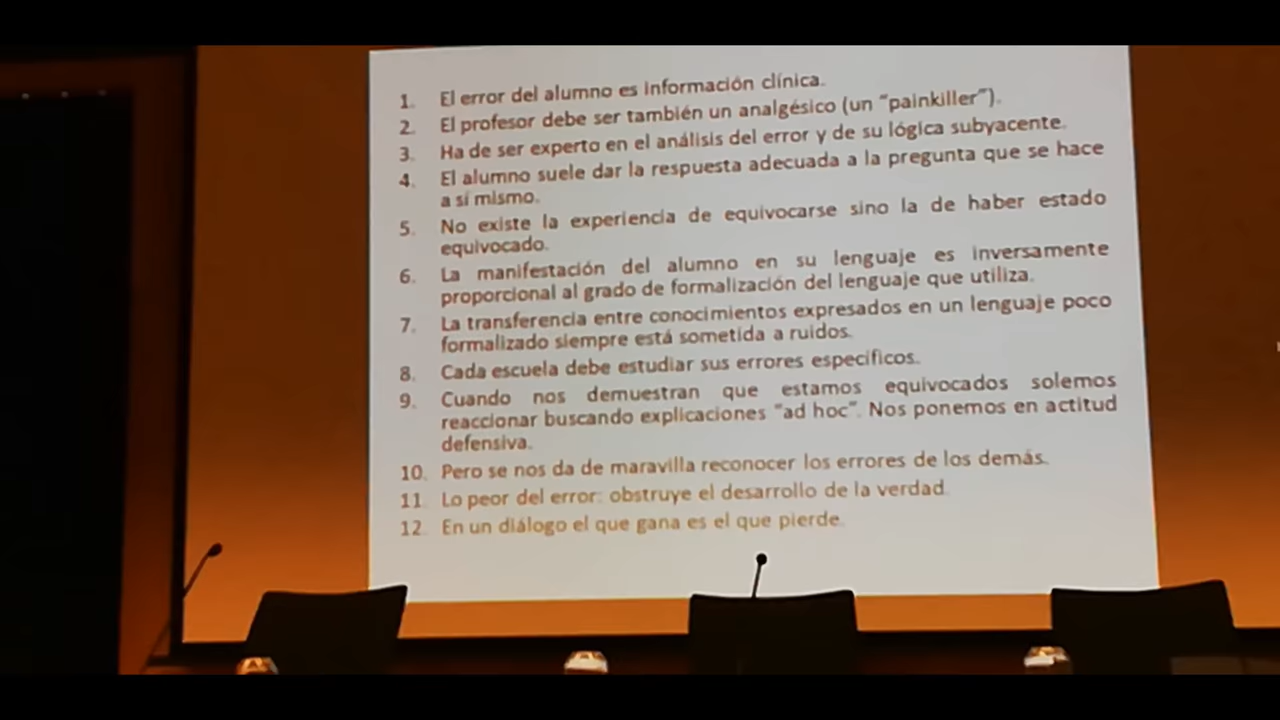 1. El error del alumno es información clínica.
2. El profesor debe ser también un analgésico (un “painkiller”).
3. Ha de ser experto en el análisis del error y de su lógica subyacente.
4. El alumno suele dar la respuesta adecuada a la pregunta que se hace
a sí mismo.
5. No existe la experiencia de equivocarse sino la de haber estado
equivocado.
6. La manifestación del alumno en su lenguaje es inversamente
proporcional al grado de formalización del lenguaje que utiliza.
7. La transferencia entre conocimientos expresados en un lenguaje poco
formalizado siempre está sometida a ruidos.
8. Cada escuela debe estudiar sus errores específicos.
9. Cuando nos demuestran que estamos equivocados solemos
reaccionar buscando explicaciones “ad hoc”. Nos ponemos en actitud
defensiva.
10. Pero se nos da de maravilla reconocer los errores de los demás.
11. Lo peor del error: obstruye el desarrollo de la verdad.
12. En un diálogo el que gana es el que pierde.